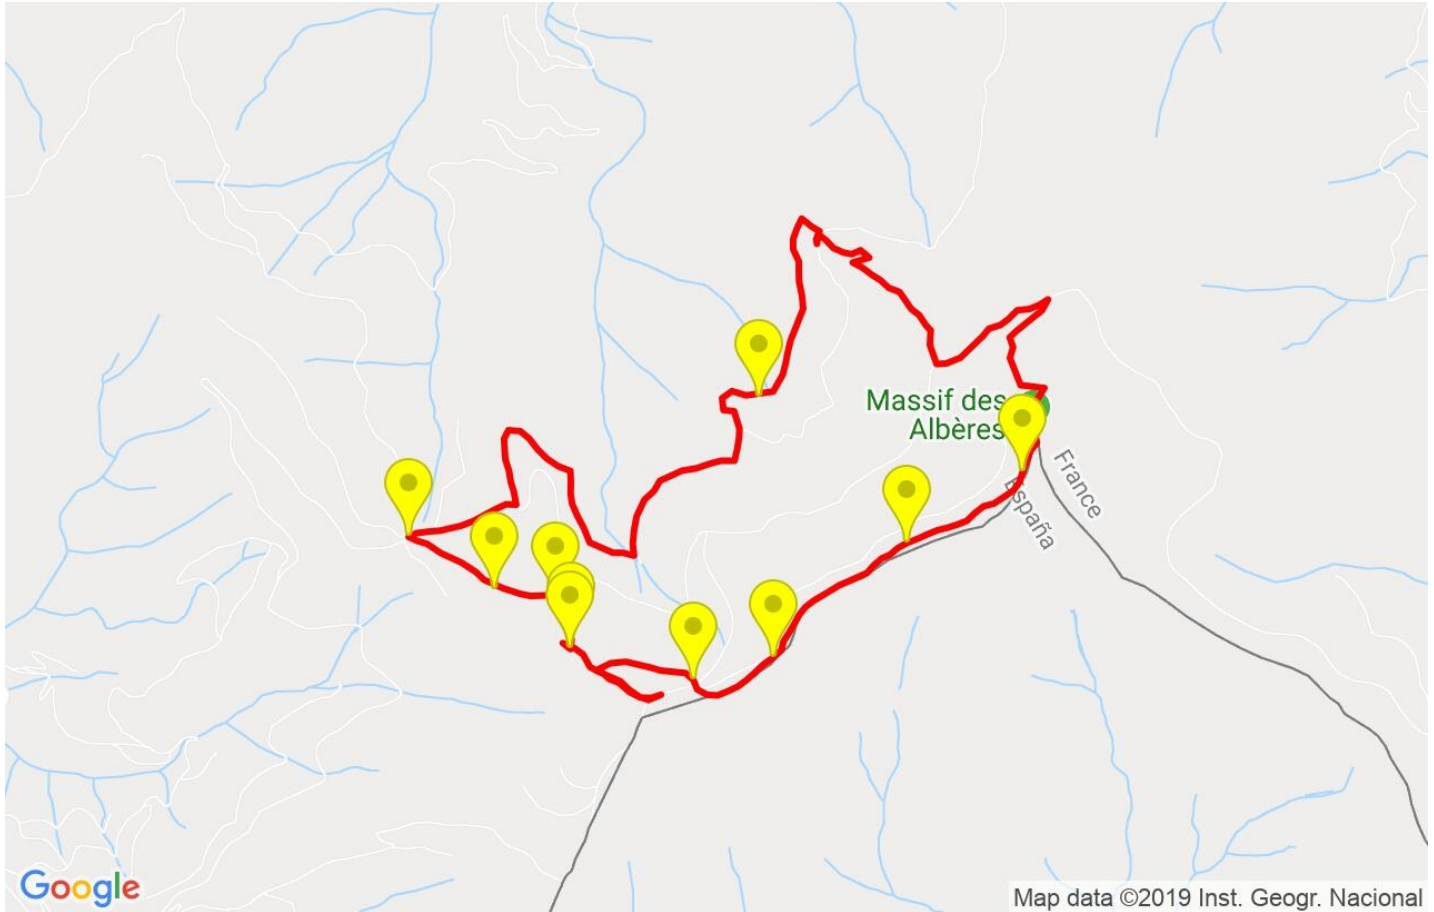 Massif des
Albères
France
España
Google
Map data ©2019 Inst. Geogr. Nacional